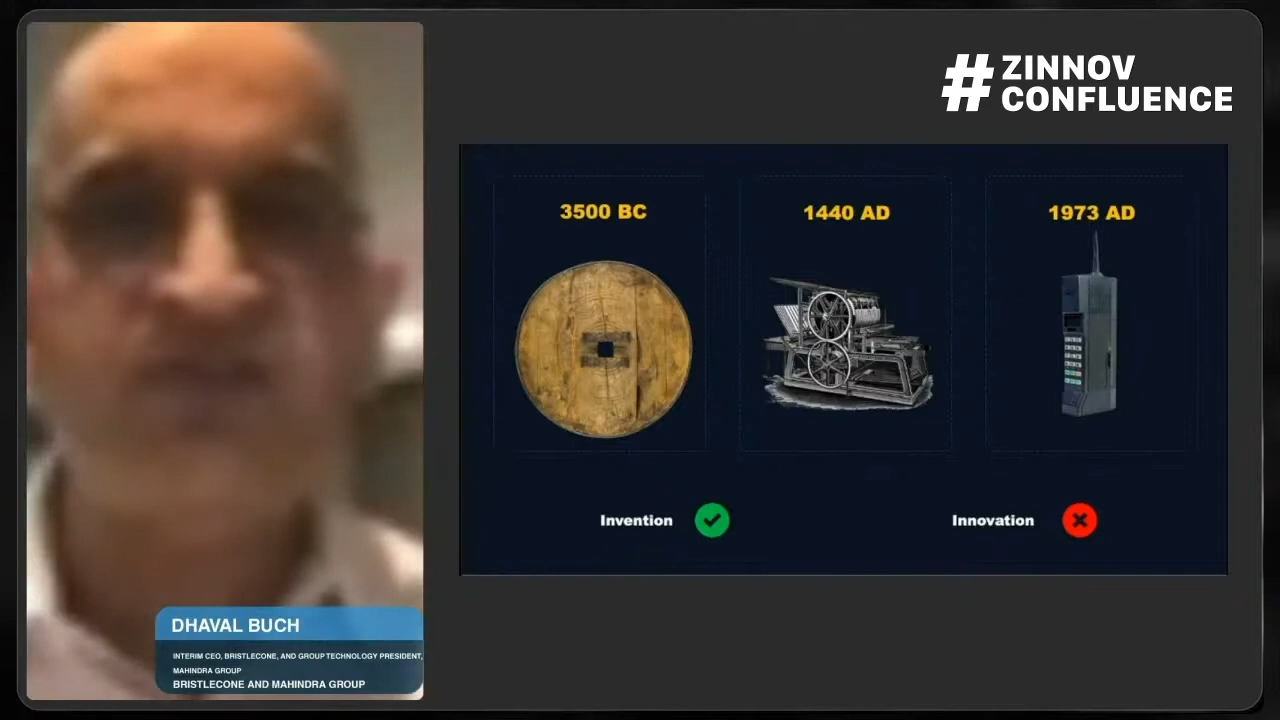 # ZINNOV
CONFLUENCE
3500 BC
1440 AD
1973 AD
Invention
Innovation
DHAVAL BUCH
INTERIM CEO, BRISTLECONE, AND GROUP TECHNOLOGY PRESIDENT,
MAHINDRA GROUP
BRISTLECONE AND MAHINDRA GROUP